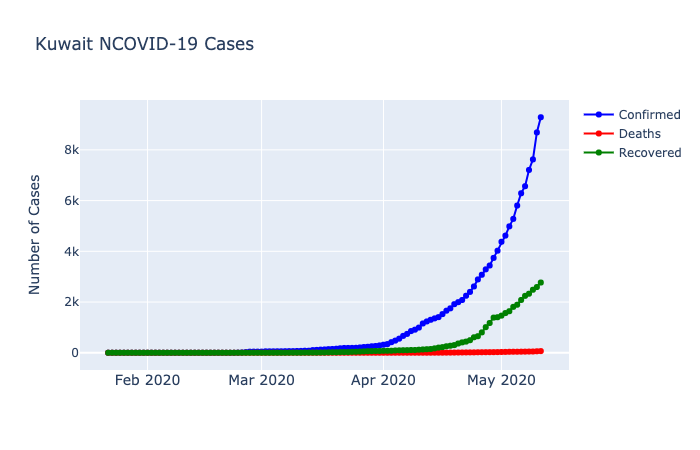 Kuwait NCOVID-19 Cases
Confirmed
Deaths
Recovered
Number of Cases
8k
6k
4k
2k
0
Feb 2020
Mar 2020
Apr 2020
May 2020